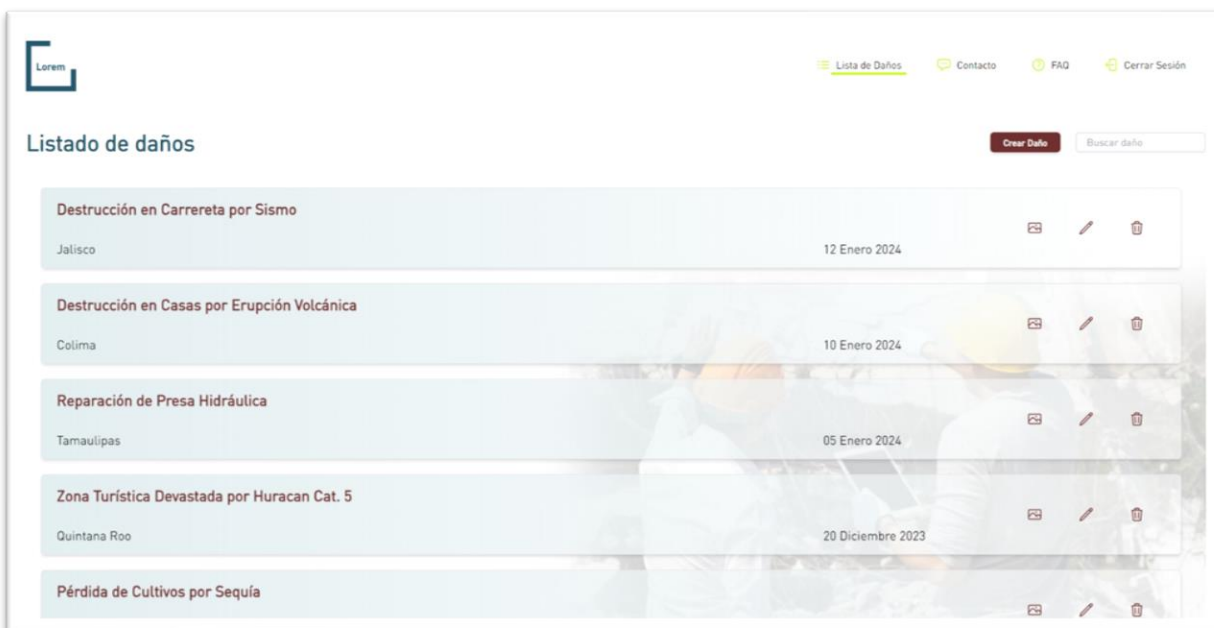 Lorem
Lista de Daños
Contacto
FAQ
Cerrar Sesión
Listado de daños
Crear Daño
Buscar daño
Destrucción en Carrereta por Sismo
Jalisco
12 Enero 2024
Destrucción en Casas por Erupción Volcánica
Colima
10 Enero 2024
Reparación de Presa Hidráulica
Tamaulipas
05 Enero 2024
Zona Turística Devastada por Huracan Cat. 5
Quintana Roo
20 Diciembre 2023
Pérdida de Cultivos por Sequía